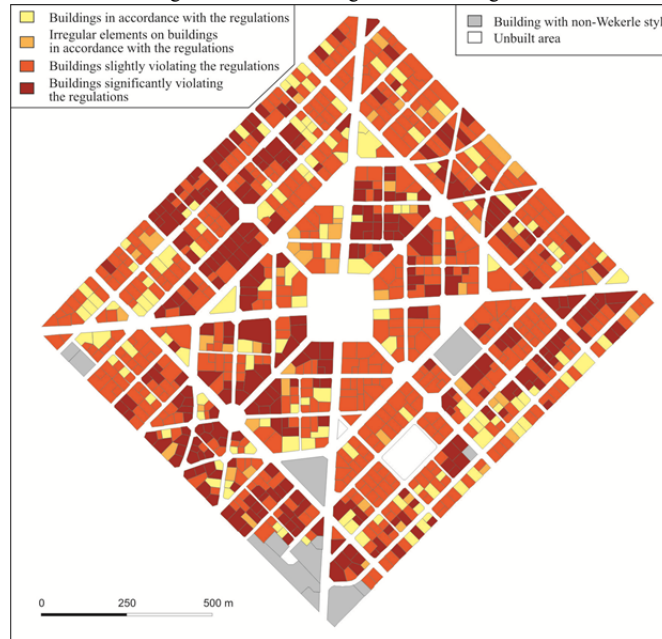 Buildings in accordance with the regulations
Irregular elements on buildings
in accordance with the regulations
Buildings slightly violating the regulations
Buildings significantly violating
the regulations
Building with non-Wekerle style
Unbuilt area
0 250 500 m